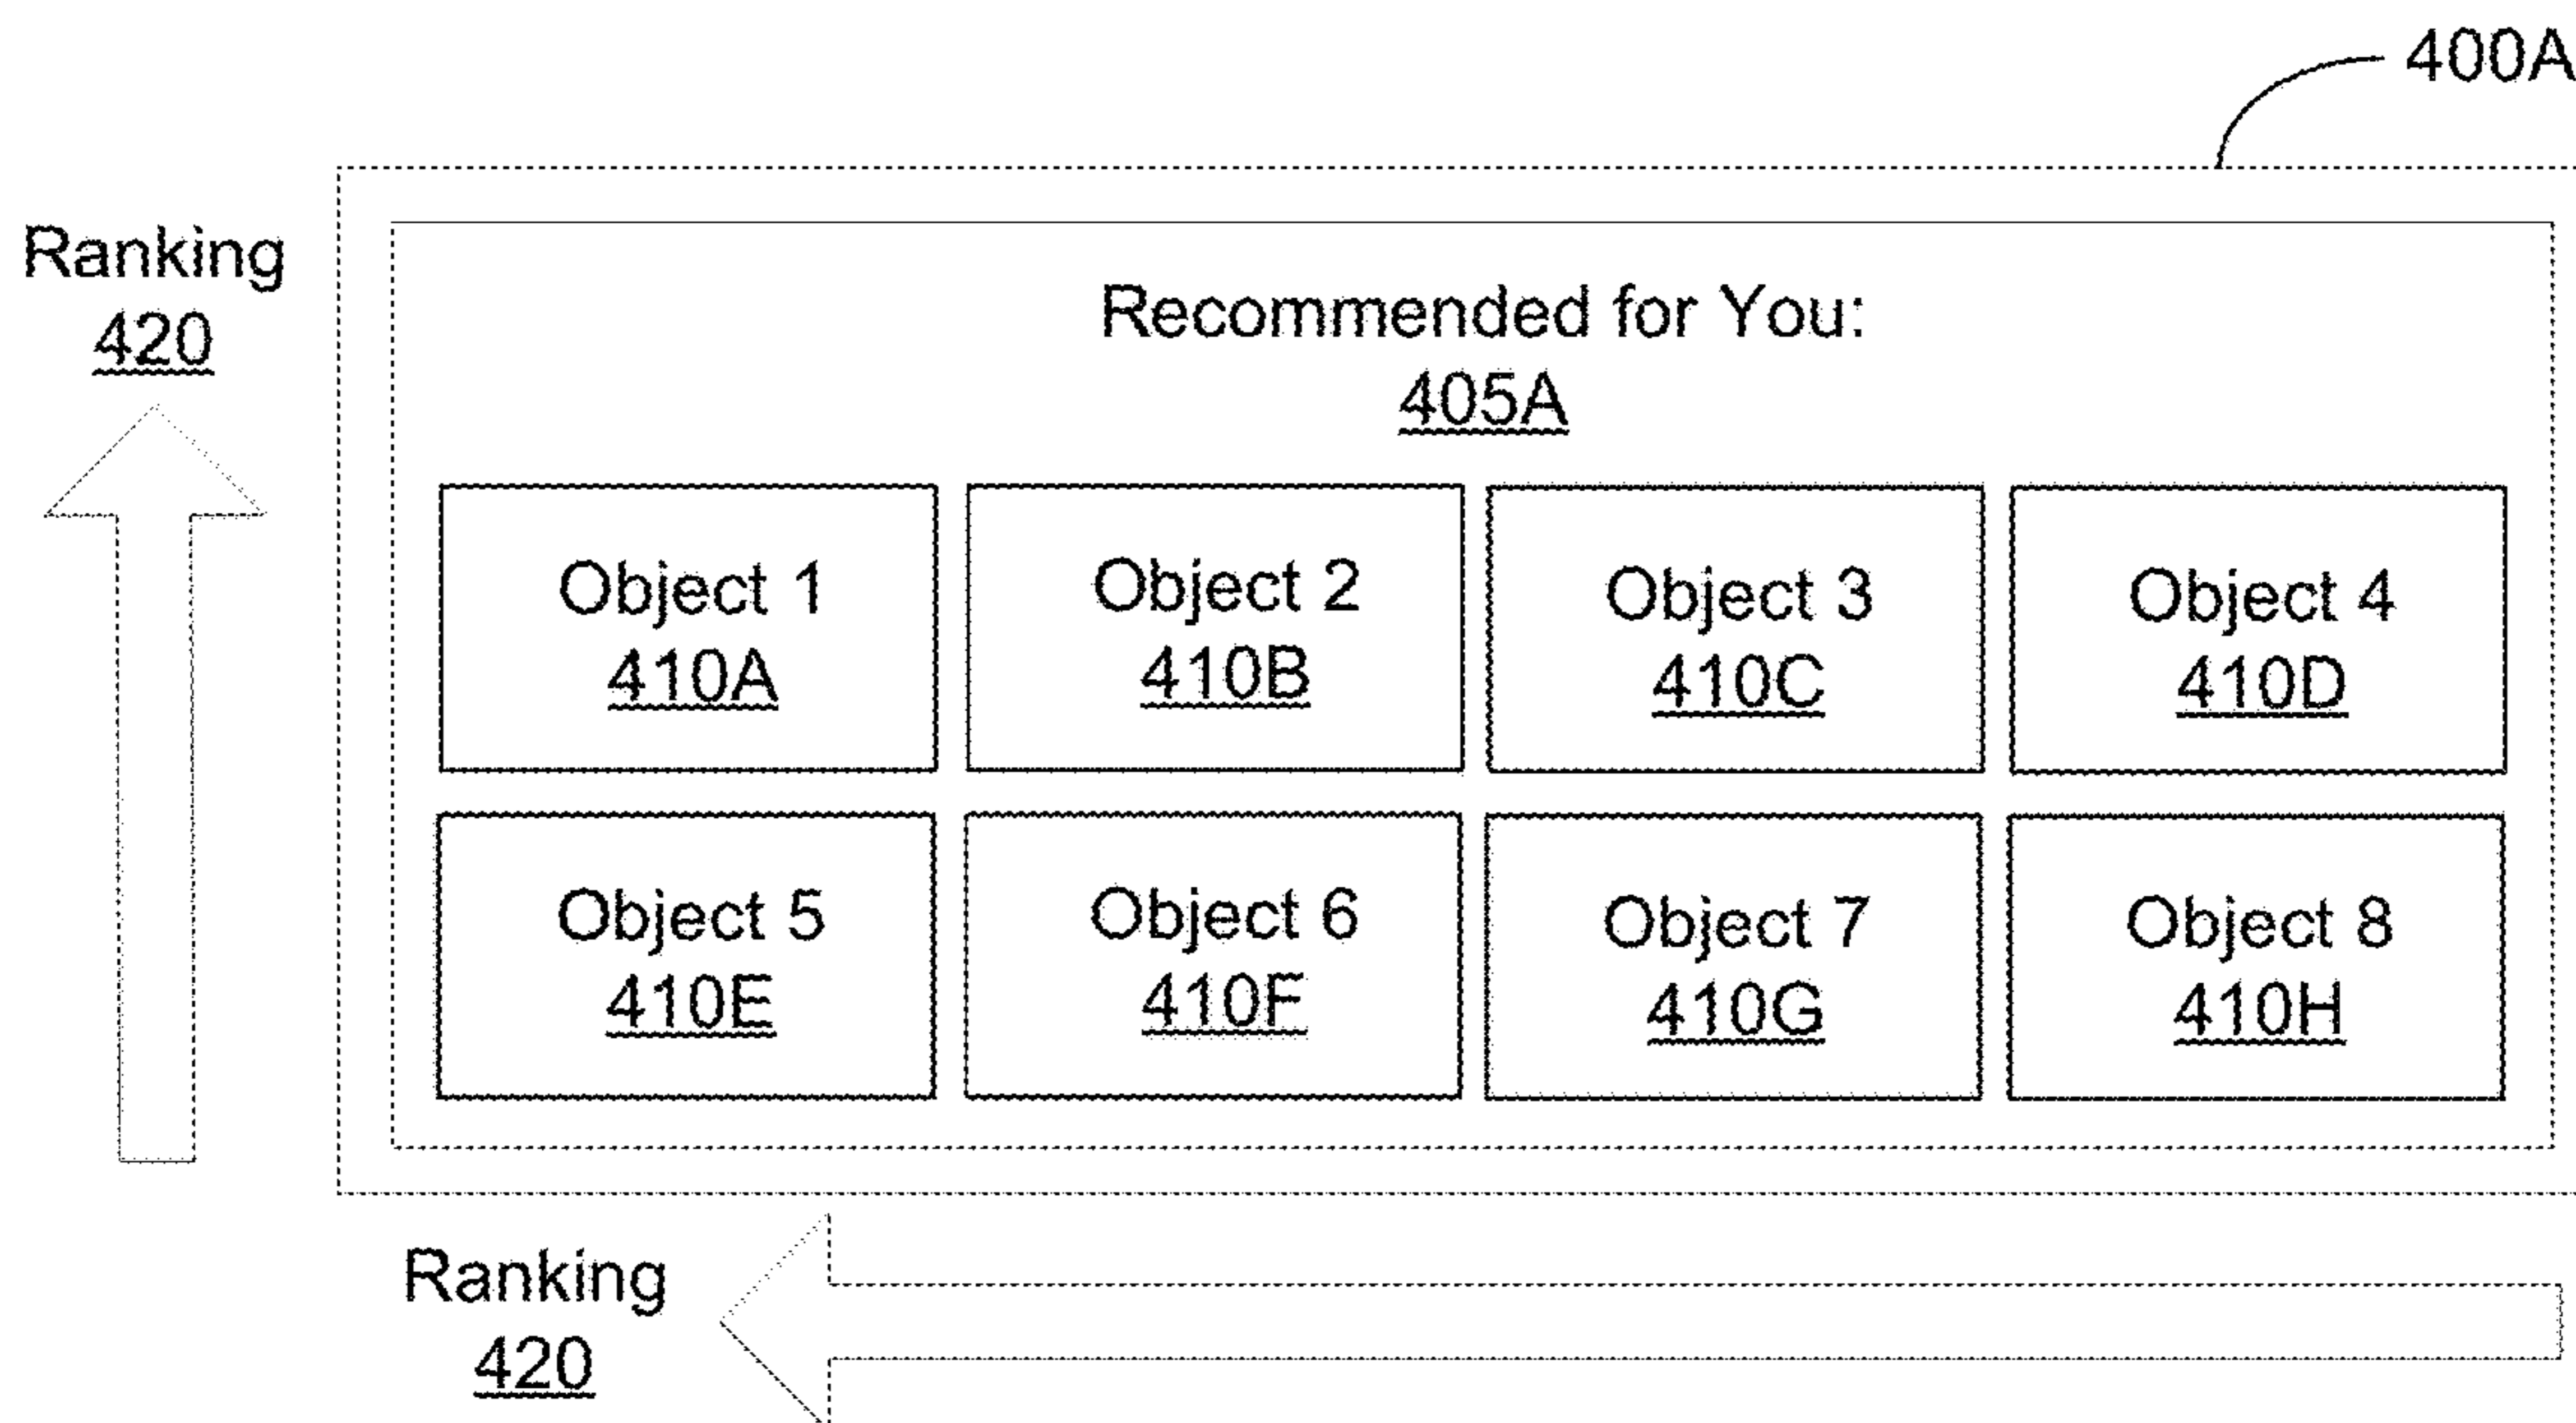 400A
Ranking
420
Recommended for You:
405A
Object 1
410A
Object 2
410B
Object 3
410C
Object 4
410D
Object 5
410E
Object 6
410F
Object 7
410G
Object 8
410H
Ranking
420